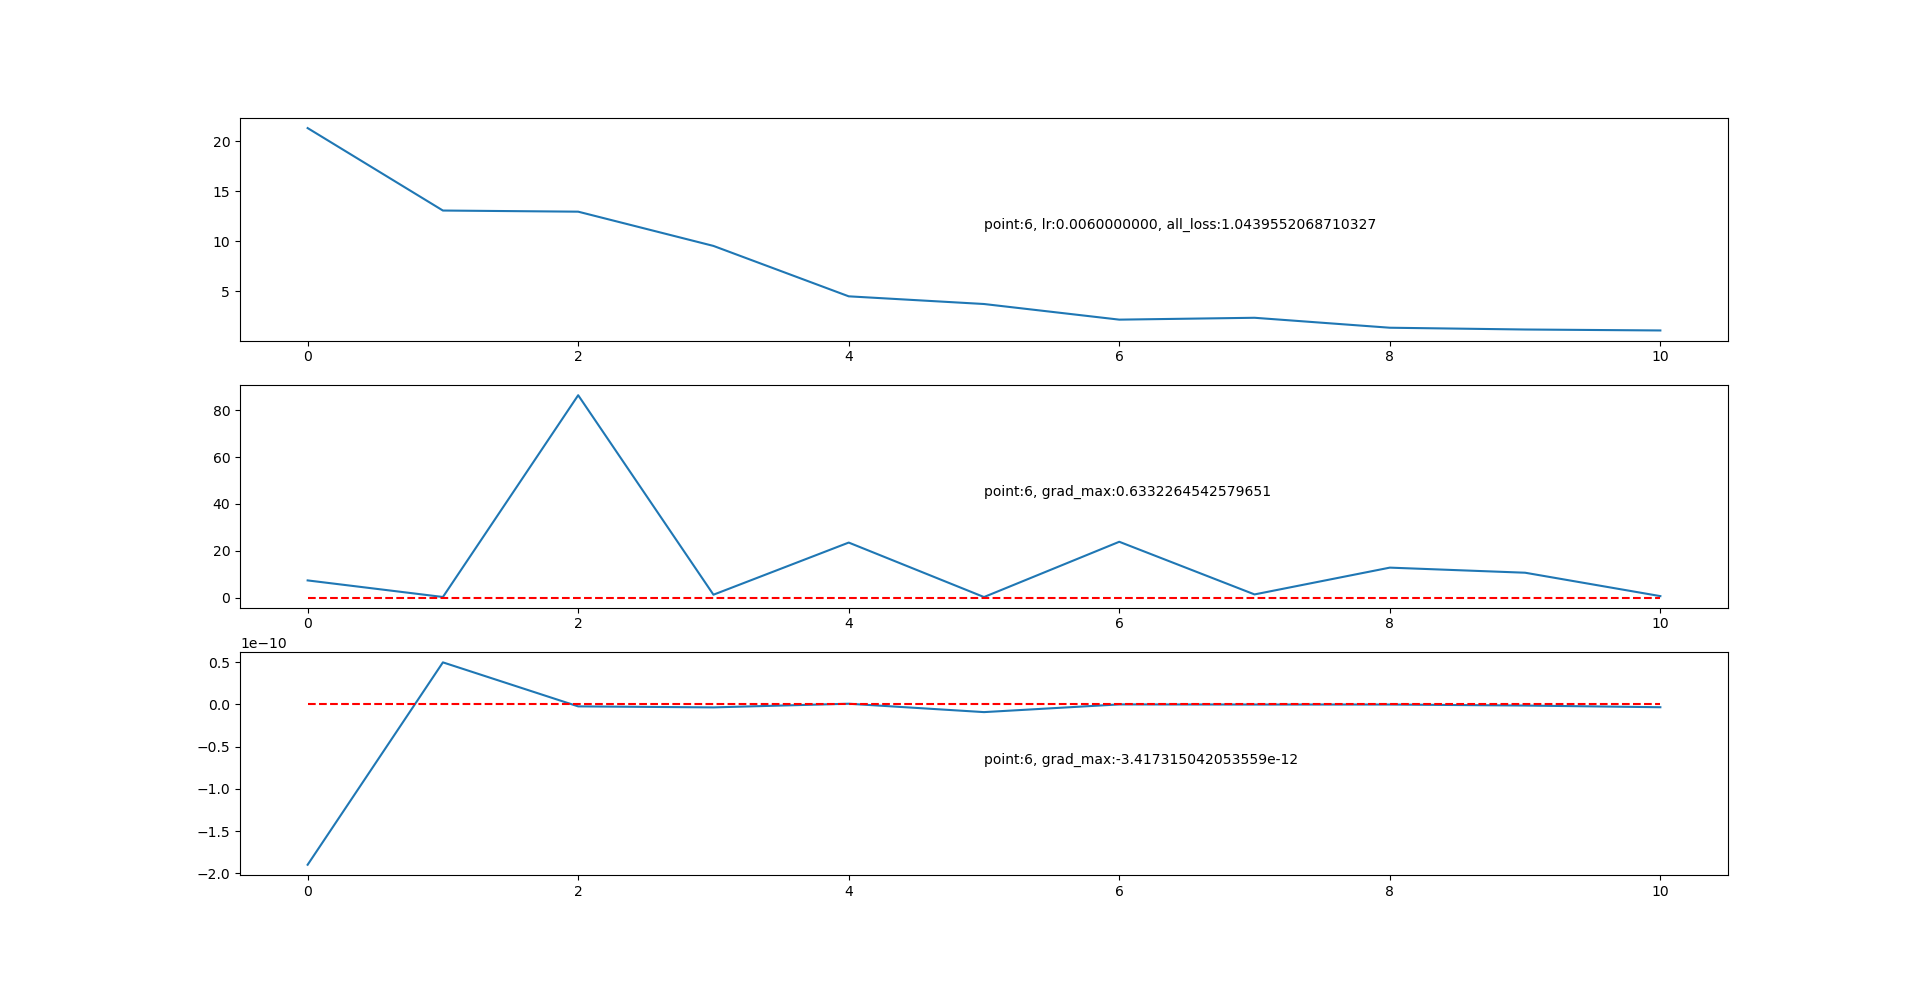 20
15
10
5
point:6, lr:0.0060000000, all_loss:1.0439552068710327
0 2 4 6 8 10
80
60
40
20
0
point:6, grad_max:0.6332264542579651
0 2 4 6 8 10
1e−10
0.5
0.0
−0.5
−1.0
−1.5
−2.0
point:6, grad_max:-3.417315042053559e-12
0 2 4 6 8 10